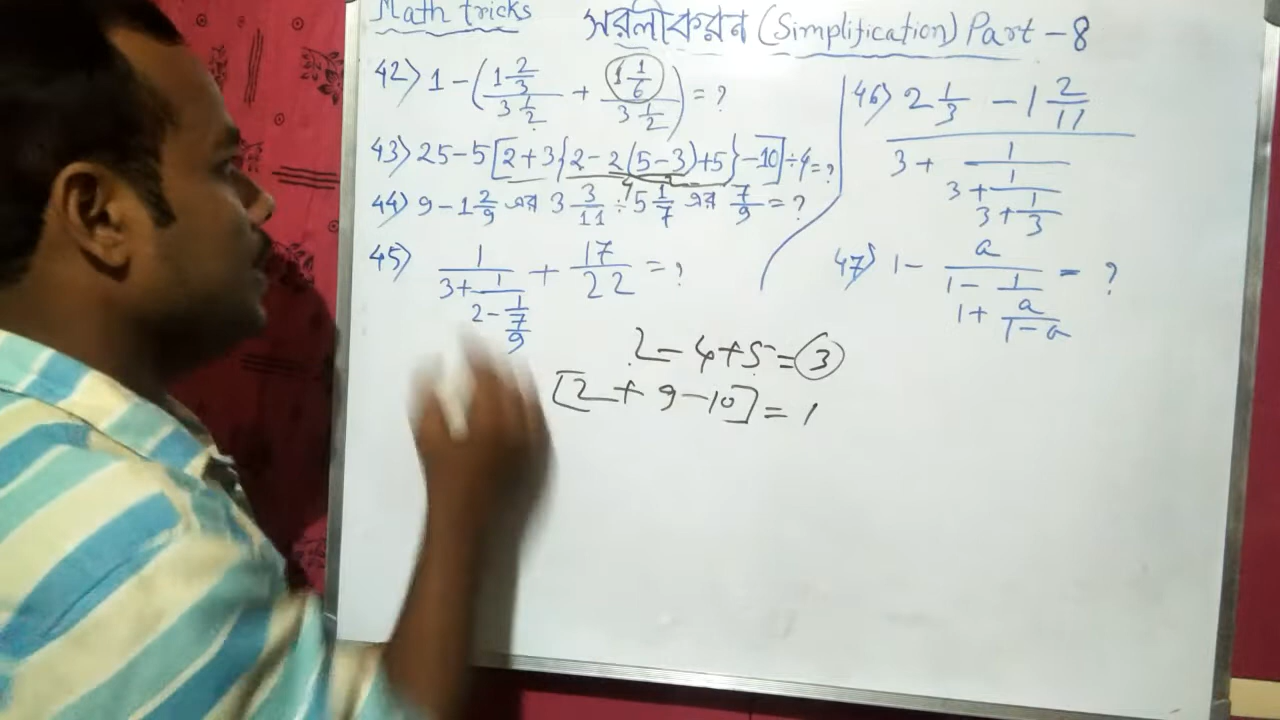 Math tricks
সরলীকরণ (Simplification) Part - 8
42) 1 - (1 2/3 / 3 1/2 + 1 1/6 / 3 1/2) = ?
43) 25 - 5 [2 + 3 {2 - 2 (5 - 3) + 5} - 10] ÷ 4 = ?
4
44) 9 - 1 2/9 এর 3 3/11 ÷ 5 1/7 এর 7/9 = ?
45) 1 / (3 + 1 / (2 - 1 / (7/9))) + 17/22 = ?
46) (2 1/3 - 1 2/11) / (3 + 1 / (3 + 1 / (3 + 1/3)))
47) 1 - a / (1 - 1 / (1 + a / (1 - a))) = ?
2 - 4 + 5 = 3
[2 + 9 - 10] = 1